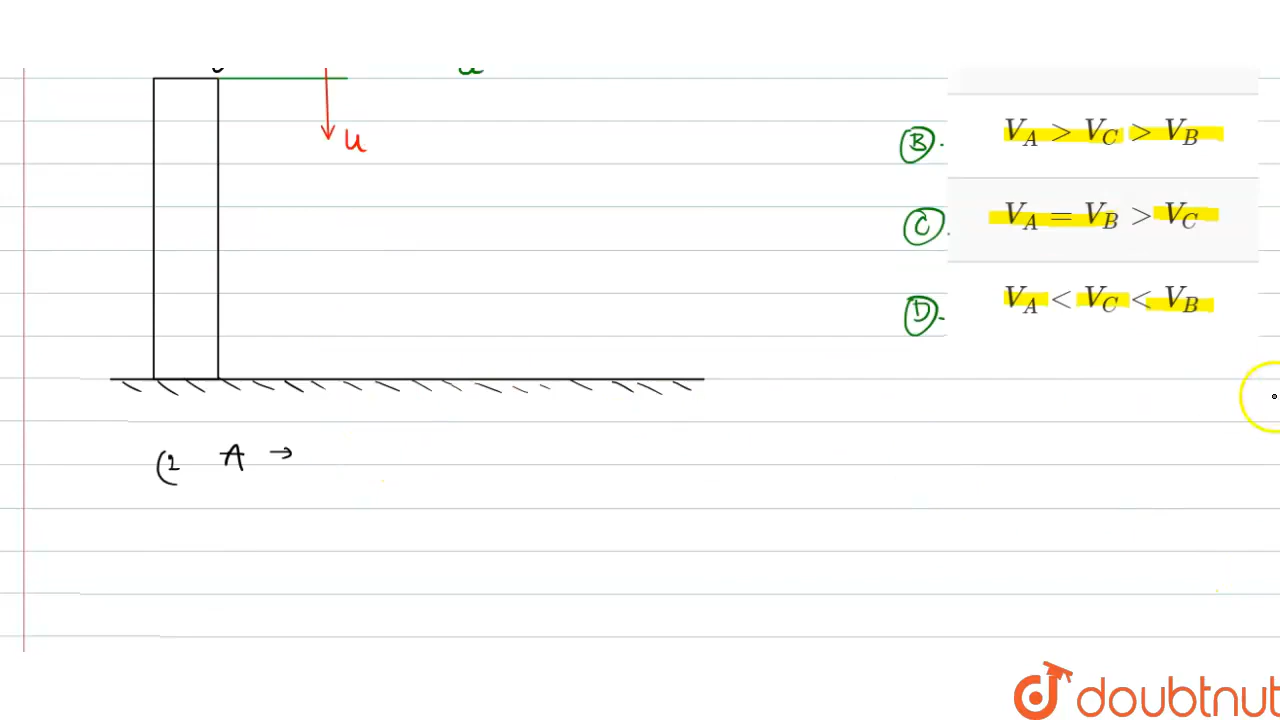 u
B. V_A > V_C > V_B
C. V_A = V_B > V_C
D. V_A < V_C < V_B
A →
doubtnut